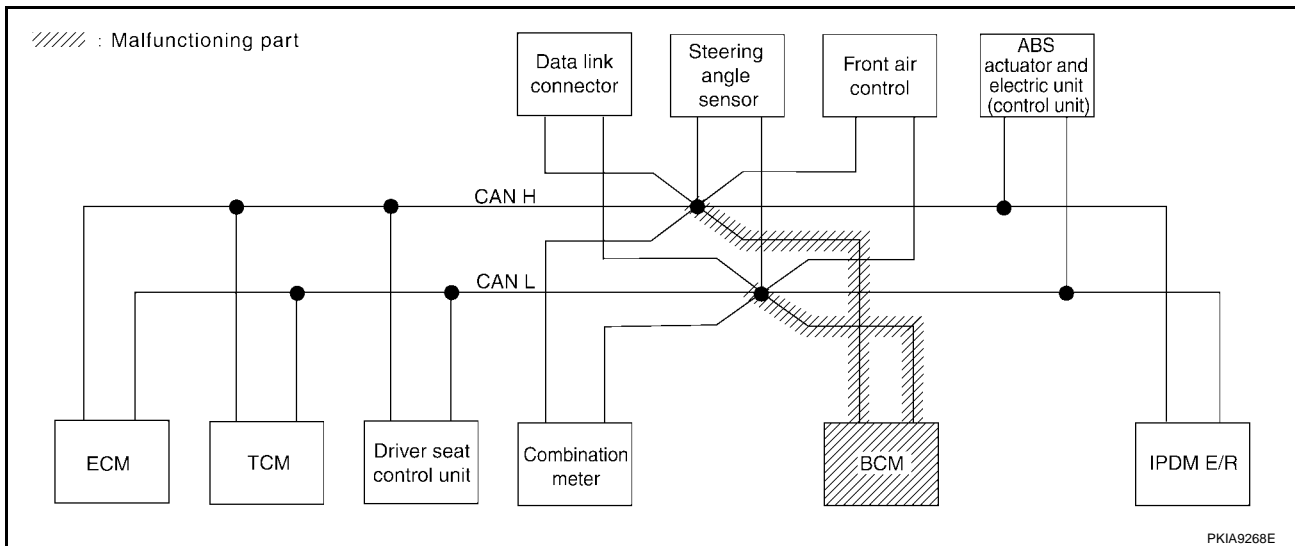 : Malfunctioning part
Data link
connector
Steering
angle
sensor
Front air
control
ABS
actuator and
electric unit
(control unit)
CAN H
CAN L
ECM
TCM
Driver seat
control unit
Combination
meter
BCM
IPDM E/R
PKIA9268E